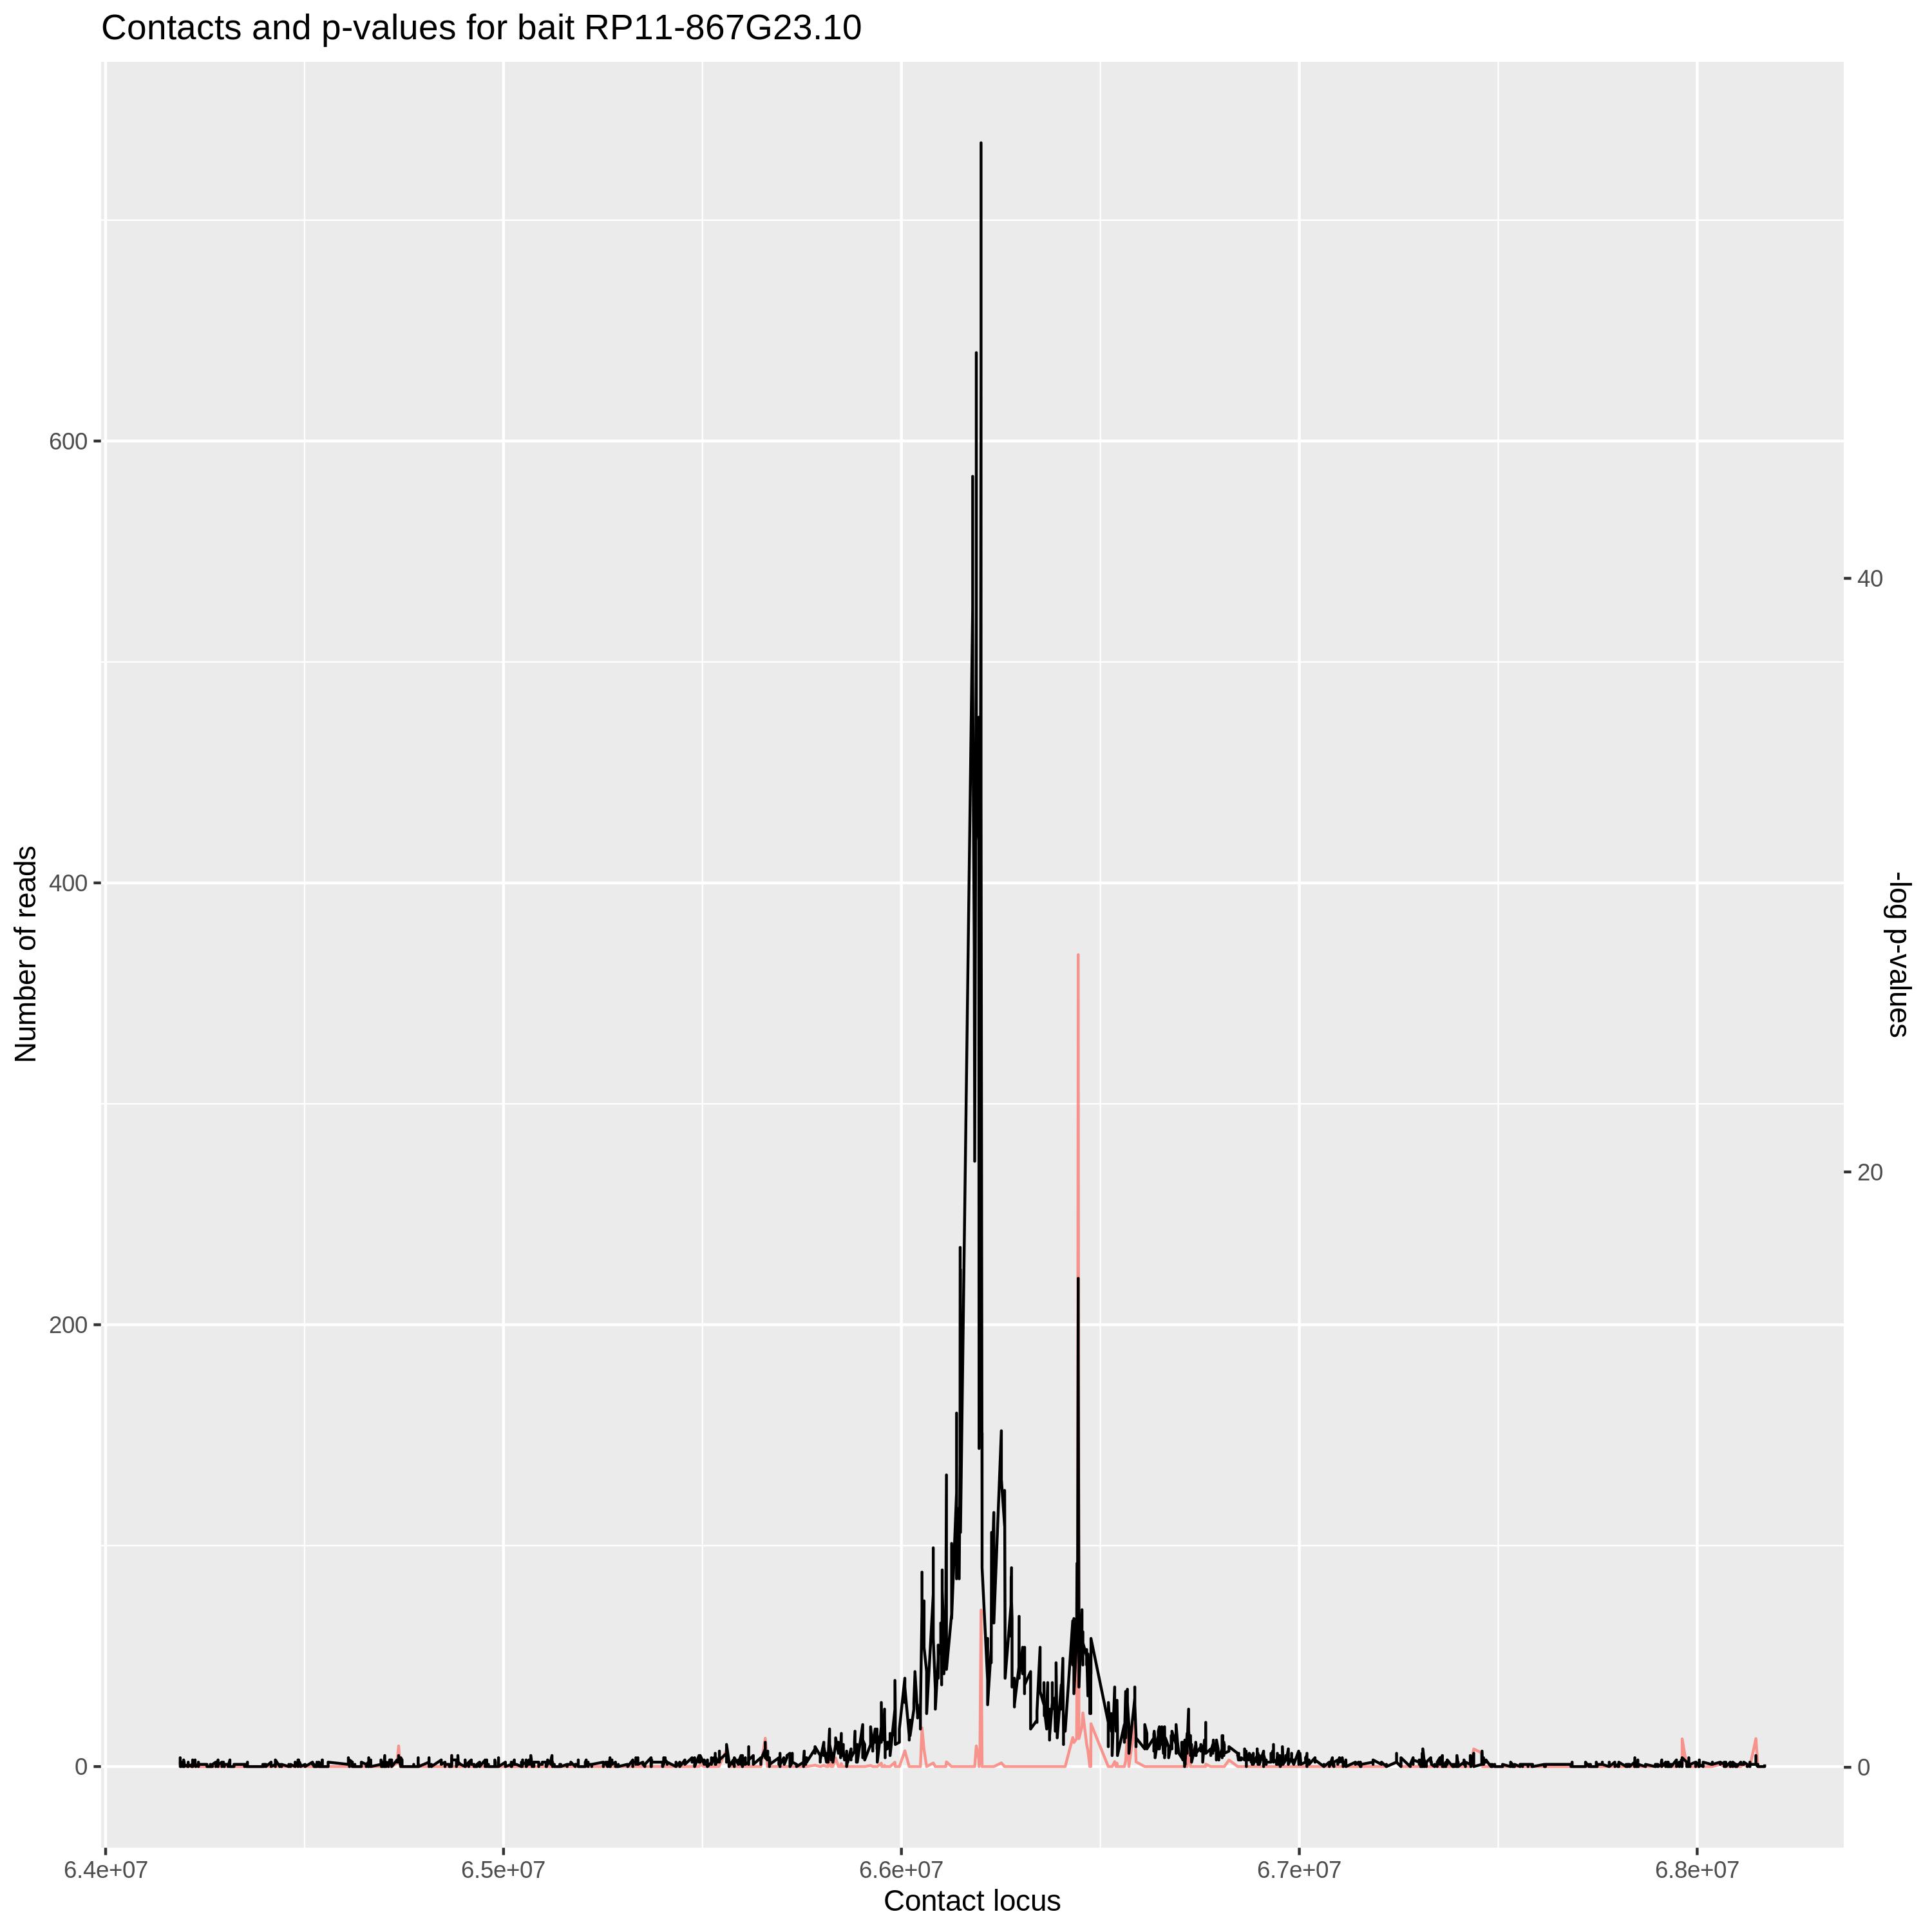 Contacts and p-values for bait RP11-867G23.10
Number of reads
600
400
200
0
40
20
0
-log p-values
6.4e+07
6.5e+07
6.6e+07
6.7e+07
6.8e+07
Contact locus